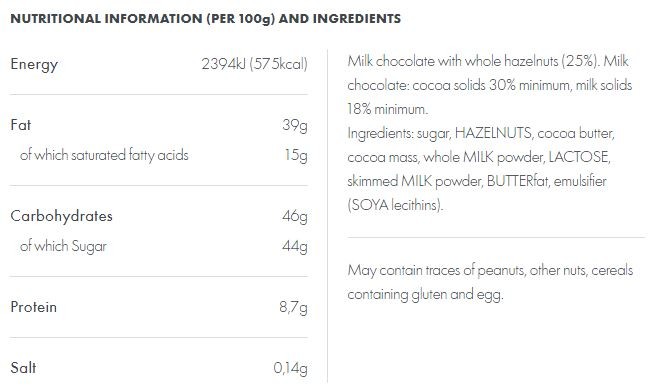 NUTRITIONAL INFORMATION (PER 100g) AND INGREDIENTS
Energy 2394kJ (575kcal)
Fat 39g
of which saturated fatty acids 15g
Carbohydrates 46g
of which Sugar 44g
Protein 8,7g
Salt 0,14g
Milk chocolate with whole hazelnuts (25%). Milk
chocolate: cocoa solids 30% minimum, milk solids
18% minimum.
Ingredients: sugar, HAZELNUTS, cocoa butter,
cocoa mass, whole MILK powder, LACTOSE,
skimmed MILK powder, BUTTERfat, emulsifier
(SOYA lecithins).
May contain traces of peanuts, other nuts, cereals
containing gluten and egg.